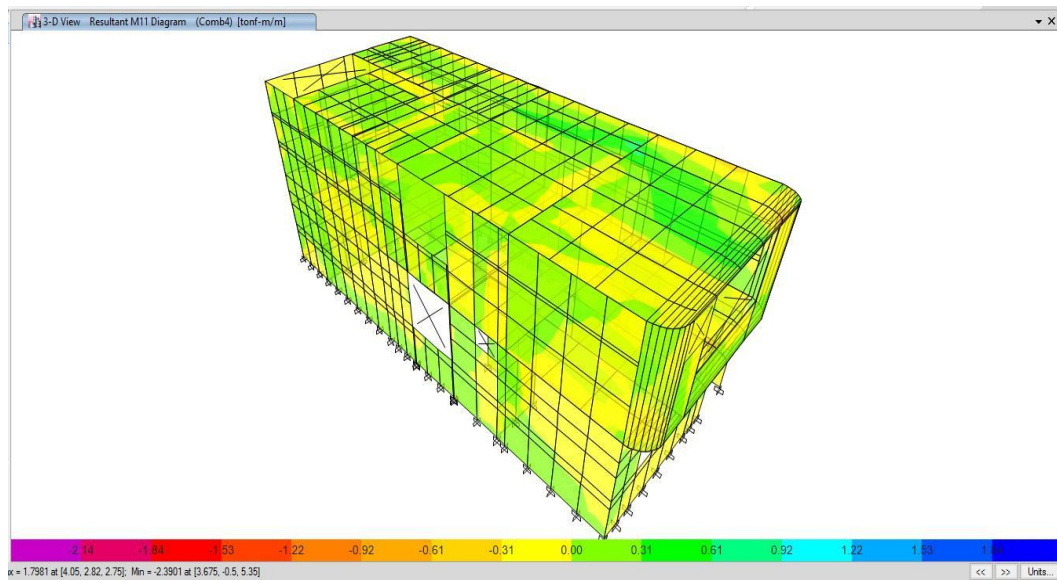 3-D View Resultant M11 Diagram (Comb4) [tonf-m/m]
-2.14 -1.84 -1.53 -1.22 -0.92 -0.61 -0.31 0.00 0.31 0.61 0.92 1.22 1.53
= 1.7981 at [4.05, 2.82, 2.75]; Min = -2.3901 at [3.675, -0.5, 5.35] << >> Units...